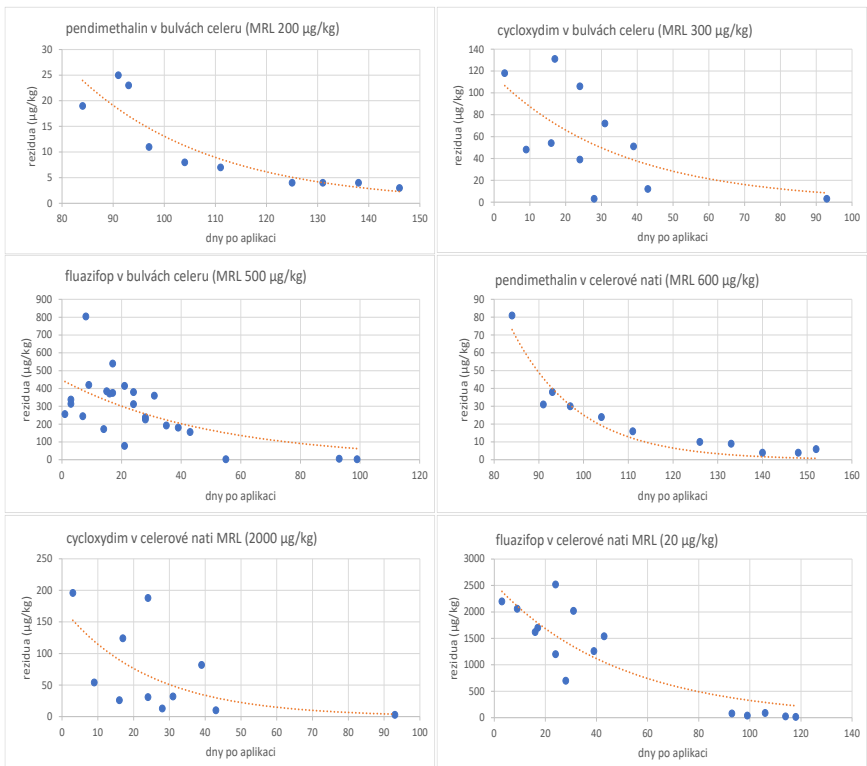 pendimethalin v bulvách celeru (MRL 200 µg/kg)
rezidua (µg/kg)
30
25
20
15
10
5
0
80 90 100 110 120 130 140 150
dny po aplikaci
cycloxydim v bulvách celeru (MRL 300 µg/kg)
rezidua (µg/kg)
140
120
100
80
60
40
20
0
0 10 20 30 40 50 60 70 80 90 100
dny po aplikaci
fluazifop v bulvách celeru (MRL 500 µg/kg)
rezidua (µg/kg)
900
800
700
600
500
400
300
200
100
0
0 20 40 60 80 100 120
dny po aplikaci
pendimethalin v celerové nati (MRL 600 µg/kg)
rezidua (µg/kg)
90
80
70
60
50
40
30
20
10
0
80 90 100 110 120 130 140 150 160
dny po aplikaci
cycloxydim v celerové nati MRL (2000 µg/kg)
rezidua (µg/kg)
250
200
150
100
50
0
0 10 20 30 40 50 60 70 80 90 100
dny po aplikaci
fluazifop v celerové nati MRL (20 µg/kg)
rezidua (µg/kg)
3000
2500
2000
1500
1000
500
0
0 20 40 60 80 100 120 140
dny po aplikaci